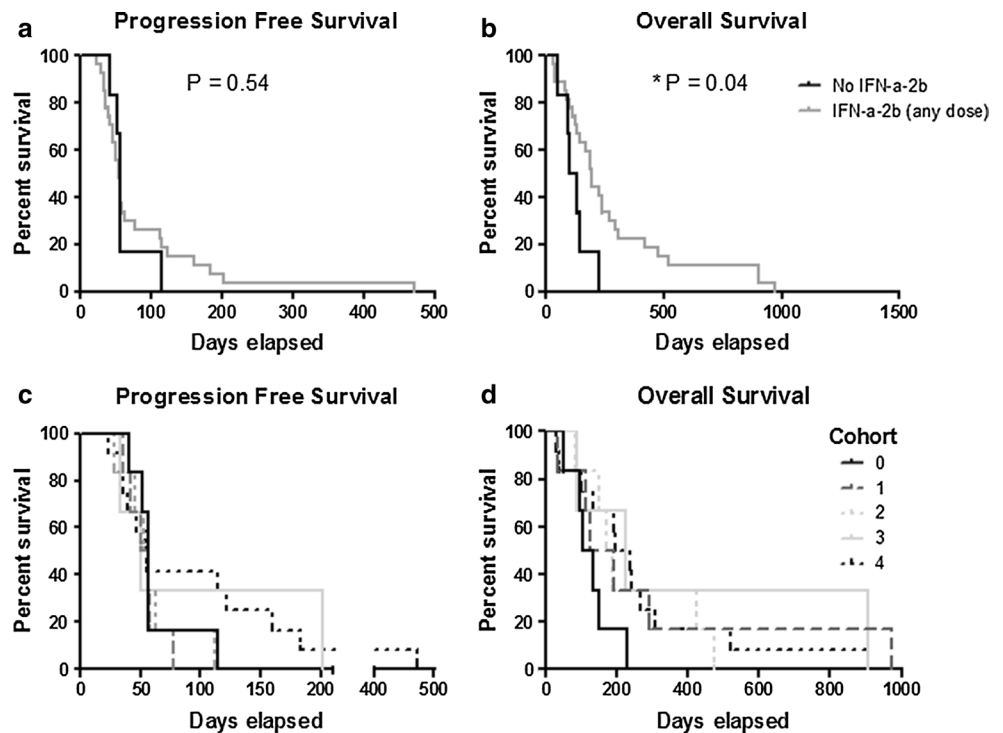 a Progression Free Survival
P = 0.54
Percent survival
100
80
60
40
20
0
0 100 200 300 400 500
Days elapsed
b Overall Survival
* P = 0.04
No IFN-a-2b
IFN-a-2b (any dose)
Percent survival
100
80
60
40
20
0
0 500 1000 1500
Days elapsed
c Progression Free Survival
Percent survival
100
80
60
40
20
0
0 50 100 150 200 400 500
Days elapsed
d Overall Survival
Cohort
0
1
2
3
4
Percent survival
100
80
60
40
20
0
0 200 400 600 800 1000
Days elapsed